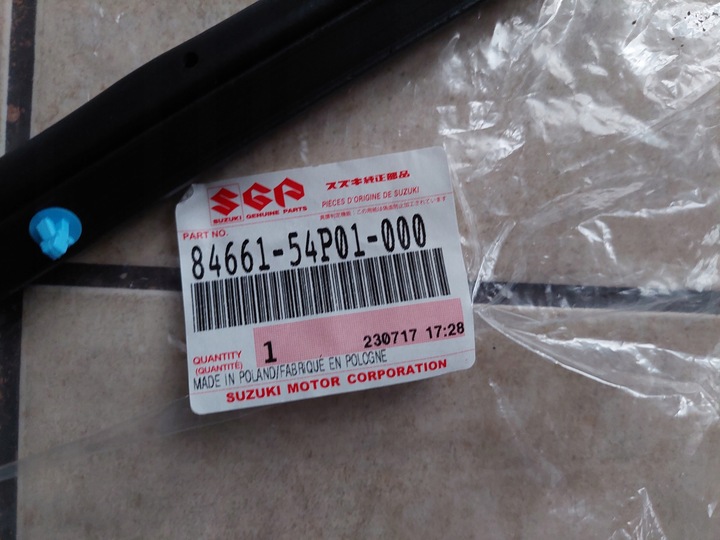 SGP
SUZUKI GENUINE PARTS
スズキ純正部品
PIECES D'ORIGINE DE SUZUKI
PART NO.
84661-54P01-000
QUANTITY
(QUANTITÉ)
1
230717 17:28
MADE IN POLAND/FABRIQUÉ EN POLOGNE
SUZUKI MOTOR CORPORATION